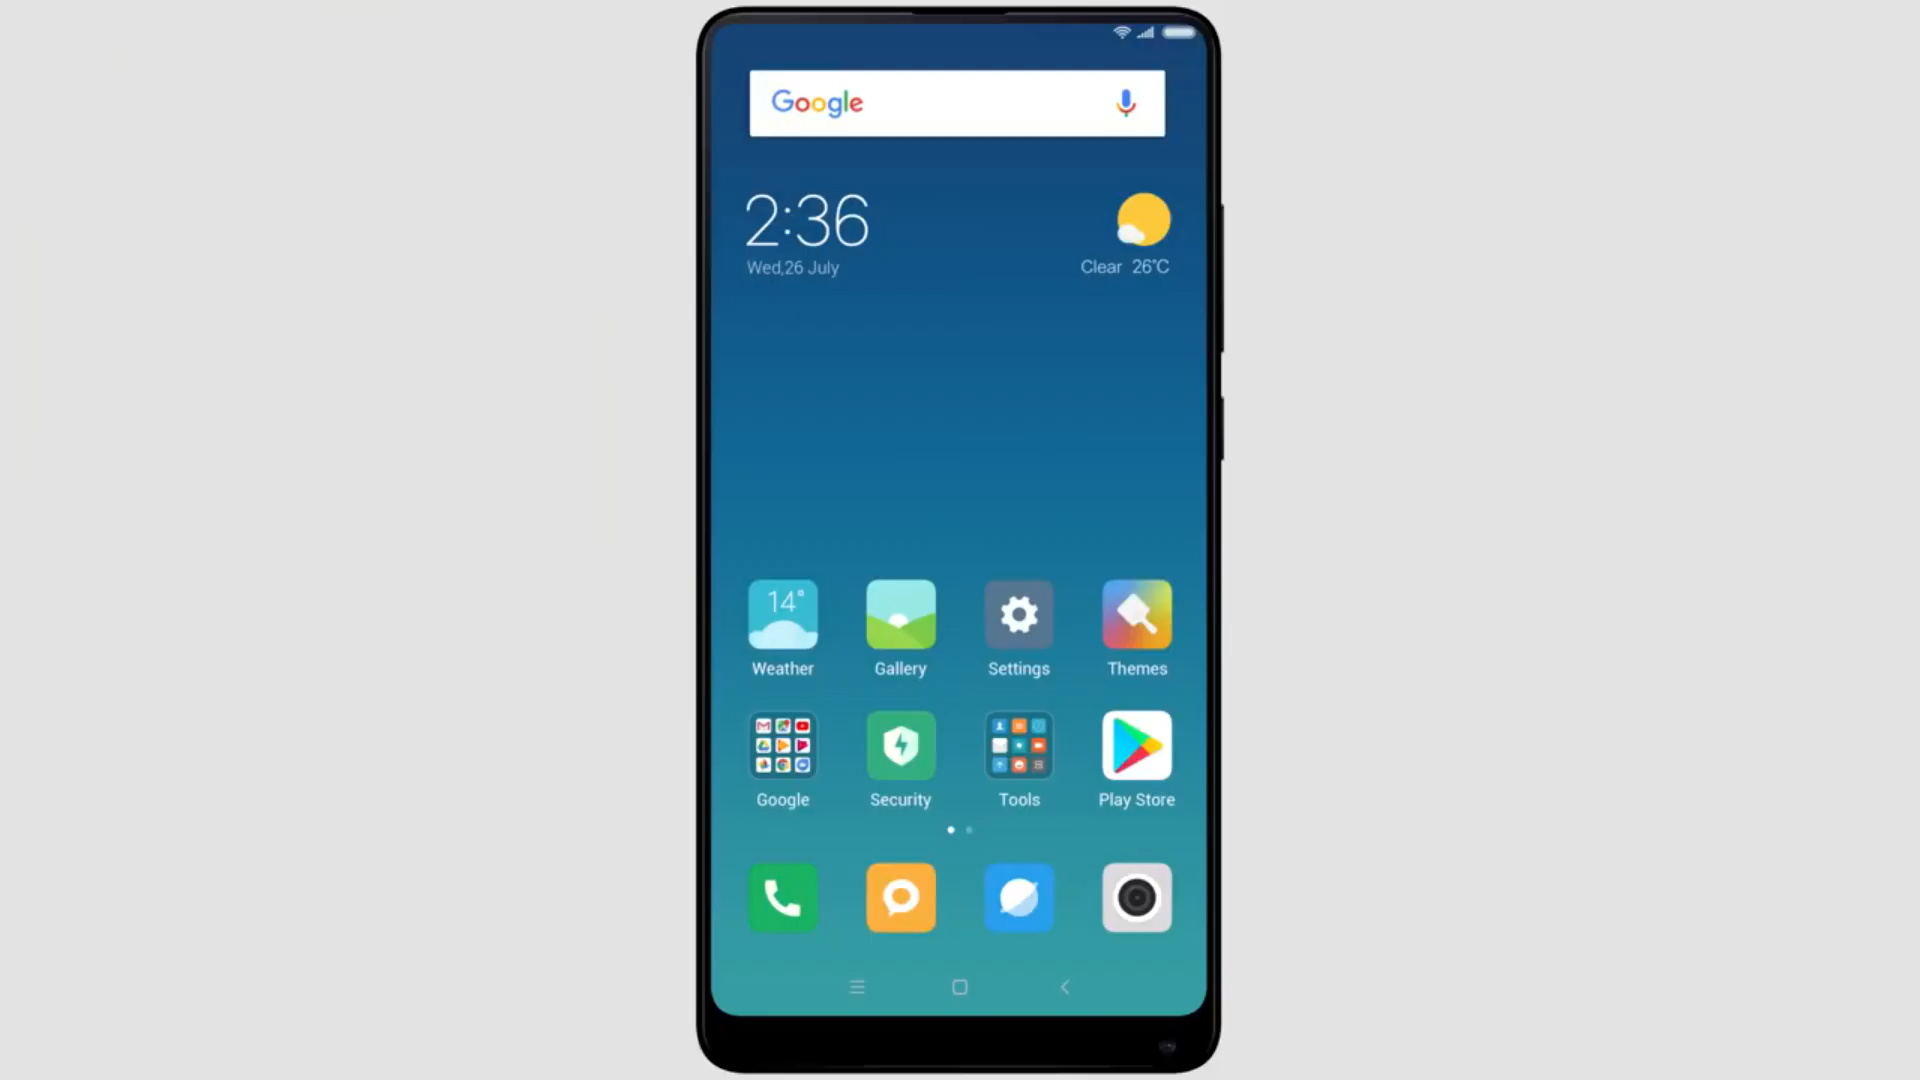 Google
2:36
Wed,26 July
Clear 26°C
14°
Weather
Gallery
Settings
Themes
Google
Security
Tools
Play Store